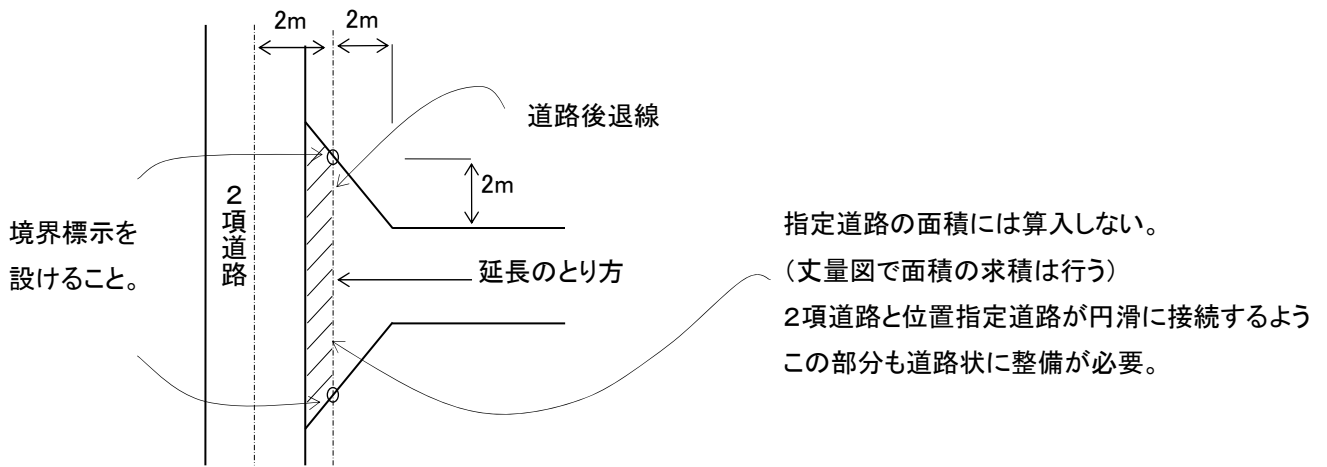 2m
2m
道路後退線
2m
2項道路
境界標示を
設けること。
延長のとり方
指定道路の面積には算入しない。
（丈量図で面積の求積は行う）
2項道路と位置指定道路が円滑に接続するよう
この部分も道路状に整備が必要。